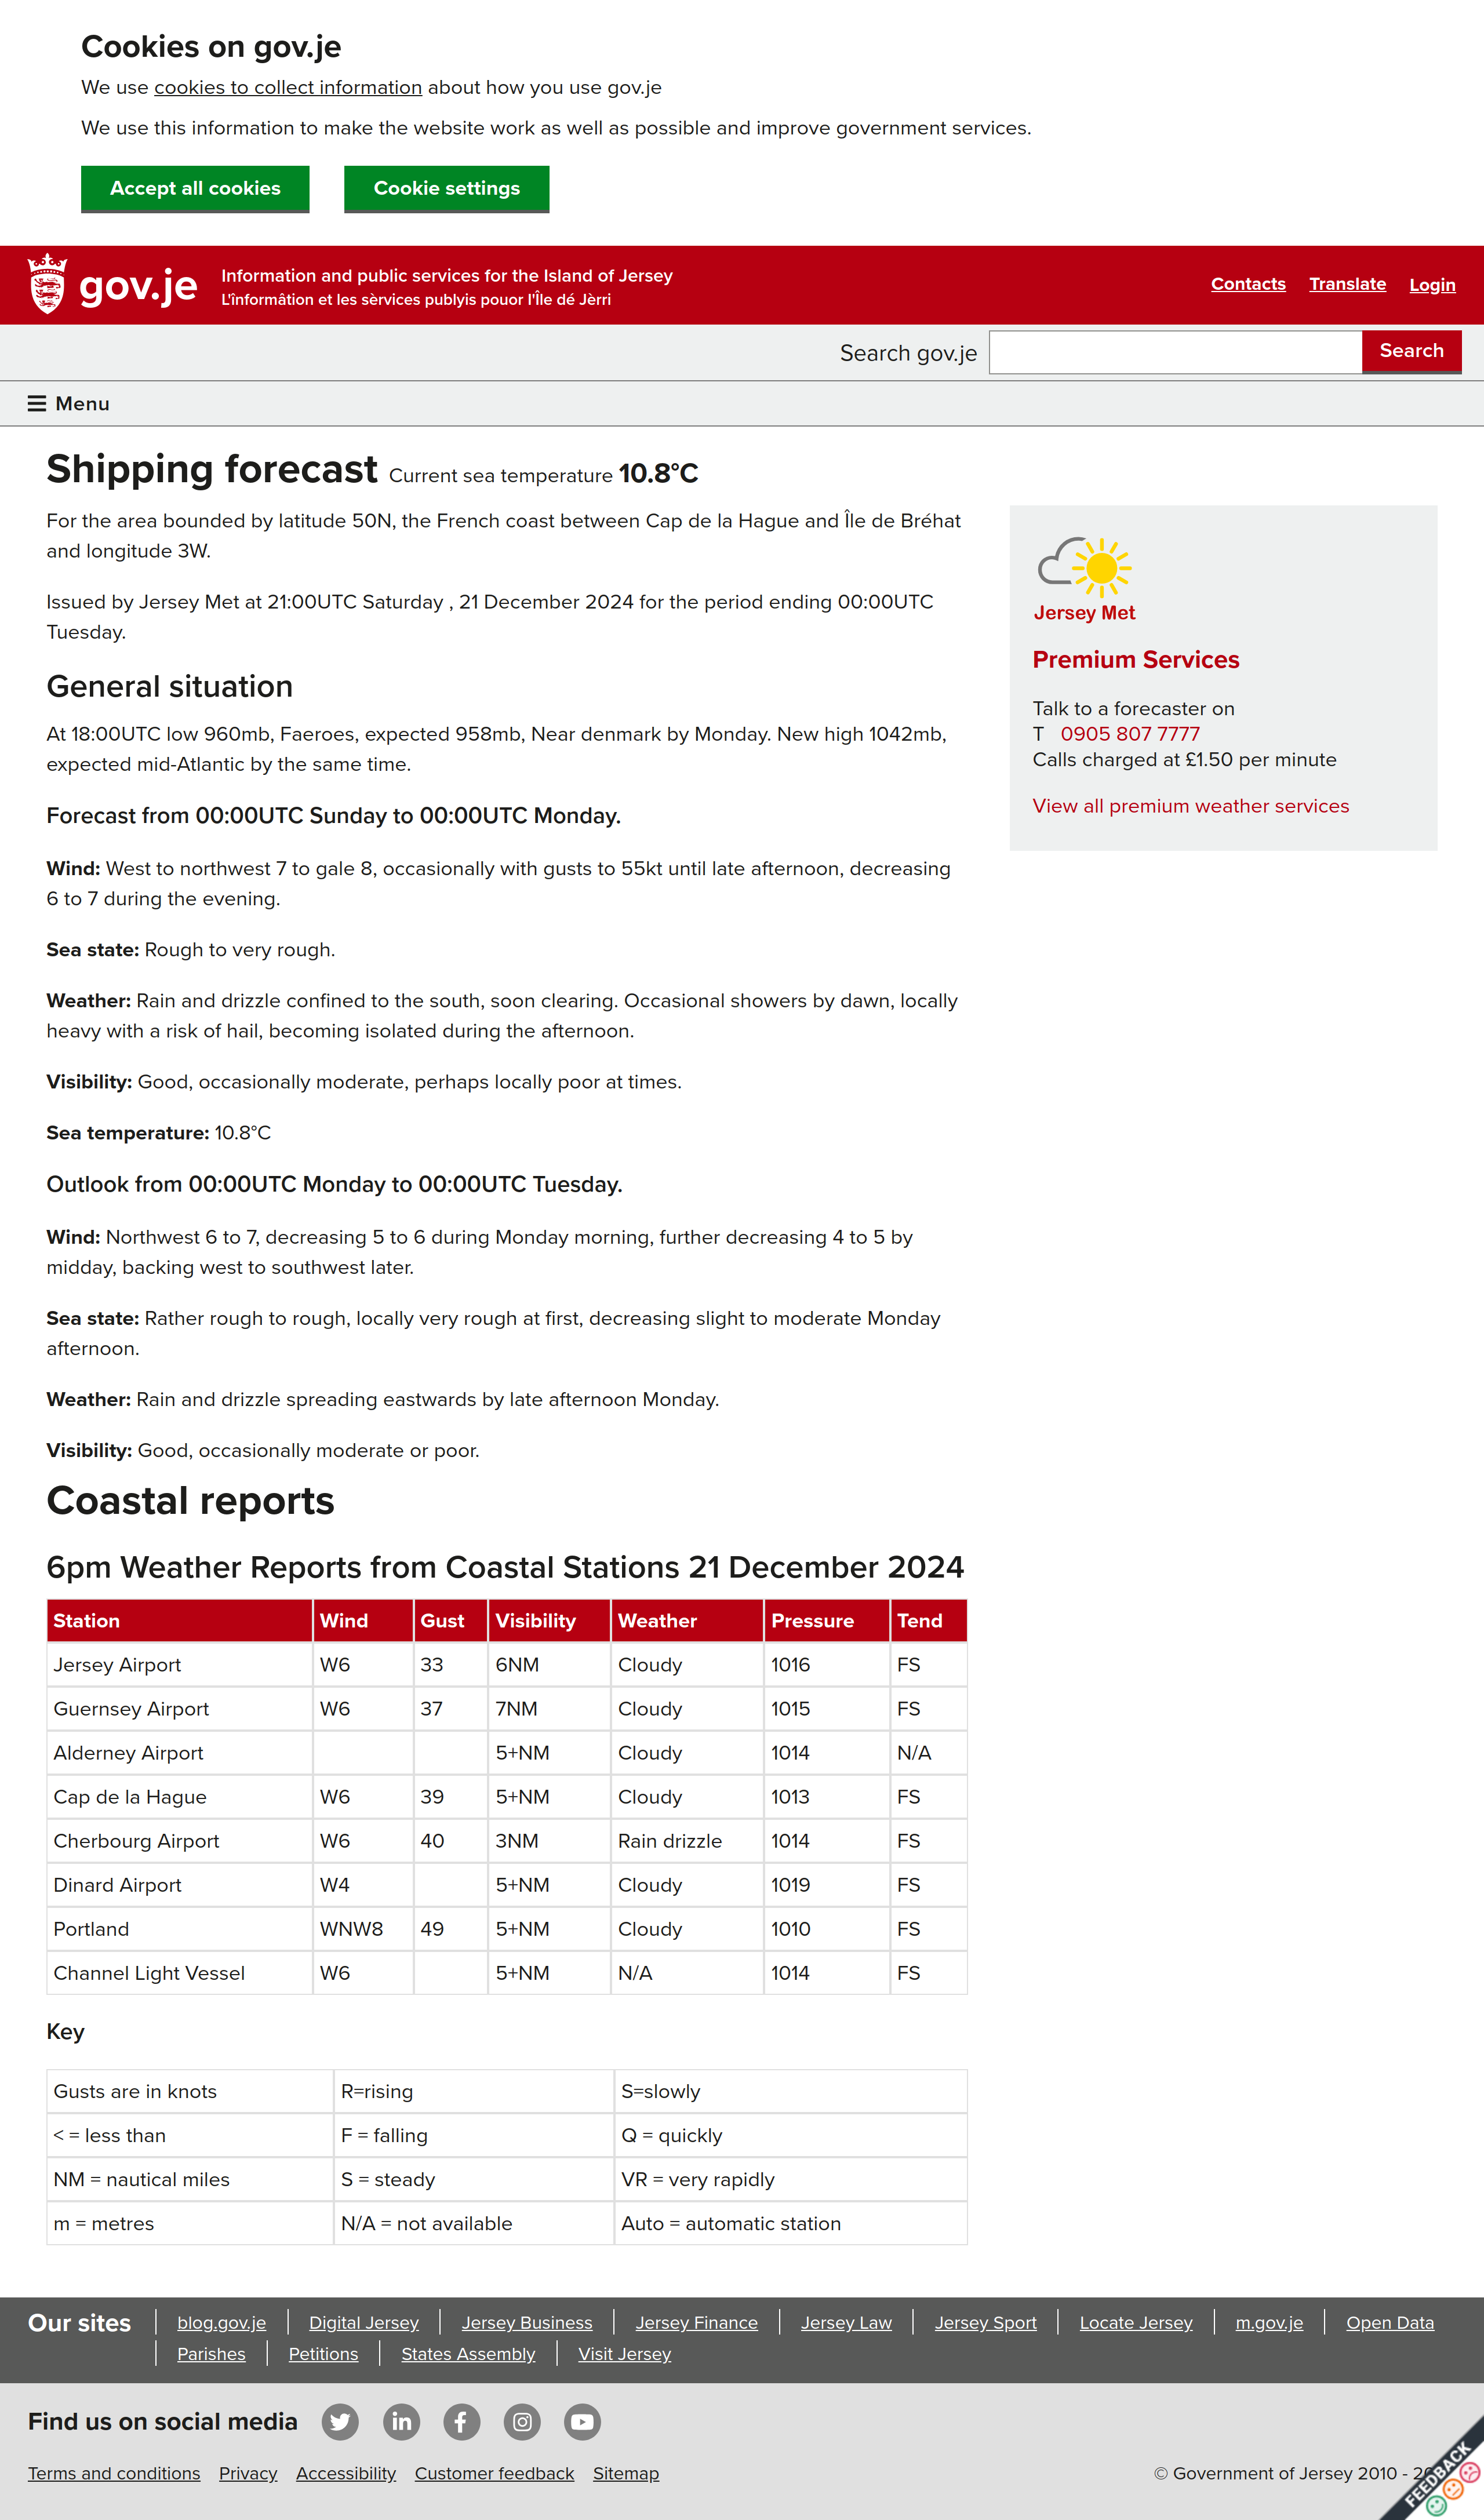 Cookies on gov.je
We use cookies to collect information about how you use gov.je
We use this information to make the website work as well as possible and improve government services.
Accept all cookies
Cookie settings
gov.je
Information and public services for the Island of Jersey
L'înformâtion et les sèrvices publyis pouor l'Île dé Jèrri
Contacts Translate Login
Search gov.je
Search
Menu
Shipping forecast Current sea temperature 10.8°C
For the area bounded by latitude 50N, the French coast between Cap de la Hague and Île de Bréhat
and longitude 3W.
Issued by Jersey Met at 21:00UTC Saturday , 21 December 2024 for the period ending 00:00UTC
Tuesday.
General situation
At 18:00UTC low 960mb, Faeroes, expected 958mb, Near denmark by Monday. New high 1042mb,
expected mid-Atlantic by the same time.
Forecast from 00:00UTC Sunday to 00:00UTC Monday.
Wind: West to northwest 7 to gale 8, occasionally with gusts to 55kt until late afternoon, decreasing
6 to 7 during the evening.
Sea state: Rough to very rough.
Weather: Rain and drizzle confined to the south, soon clearing. Occasional showers by dawn, locally
heavy with a risk of hail, becoming isolated during the afternoon.
Visibility: Good, occasionally moderate, perhaps locally poor at times.
Sea temperature: 10.8°C
Outlook from 00:00UTC Monday to 00:00UTC Tuesday.
Wind: Northwest 6 to 7, decreasing 5 to 6 during Monday morning, further decreasing 4 to 5 by
midday, backing west to southwest later.
Sea state: Rather rough to rough, locally very rough at first, decreasing slight to moderate Monday
afternoon.
Weather: Rain and drizzle spreading eastwards by late afternoon Monday.
Visibility: Good, occasionally moderate or poor.
Jersey Met
Premium Services
Talk to a forecaster on
T 0905 807 7777
Calls charged at £1.50 per minute
View all premium weather services
Coastal reports
6pm Weather Reports from Coastal Stations 21 December 2024
Station Wind Gust Visibility Weather Pressure Tend
Jersey Airport W6 33 6NM Cloudy 1016 FS
Guernsey Airport W6 37 7NM Cloudy 1015 FS
Alderney Airport 5+NM Cloudy 1014 N/A
Cap de la Hague W6 39 5+NM Cloudy 1013 FS
Cherbourg Airport W6 40 3NM Rain drizzle 1014 FS
Dinard Airport W4 5+NM Cloudy 1019 FS
Portland WNW8 49 5+NM Cloudy 1010 FS
Channel Light Vessel W6 5+NM N/A 1014 FS
Key
Gusts are in knots R=rising S=slowly
< = less than F = falling Q = quickly
NM = nautical miles S = steady VR = very rapidly
m = metres N/A = not available Auto = automatic station
Our sites blog.gov.je Digital Jersey Jersey Business Jersey Finance Jersey Law Jersey Sport Locate Jersey m.gov.je Open Data
Parishes Petitions States Assembly Visit Jersey
Find us on social media
Terms and conditions Privacy Accessibility Customer feedback Sitemap
© Government of Jersey 2010 -
FEEDBACK